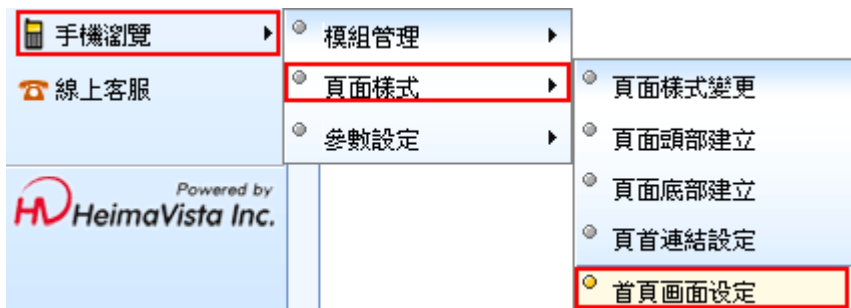 手機瀏覽
線上客服
Powered by
HeimaVista Inc.
模組管理
頁面樣式
參數設定
頁面樣式變更
頁面頭部建立
頁面底部建立
頁首連結設定
首頁画面设定